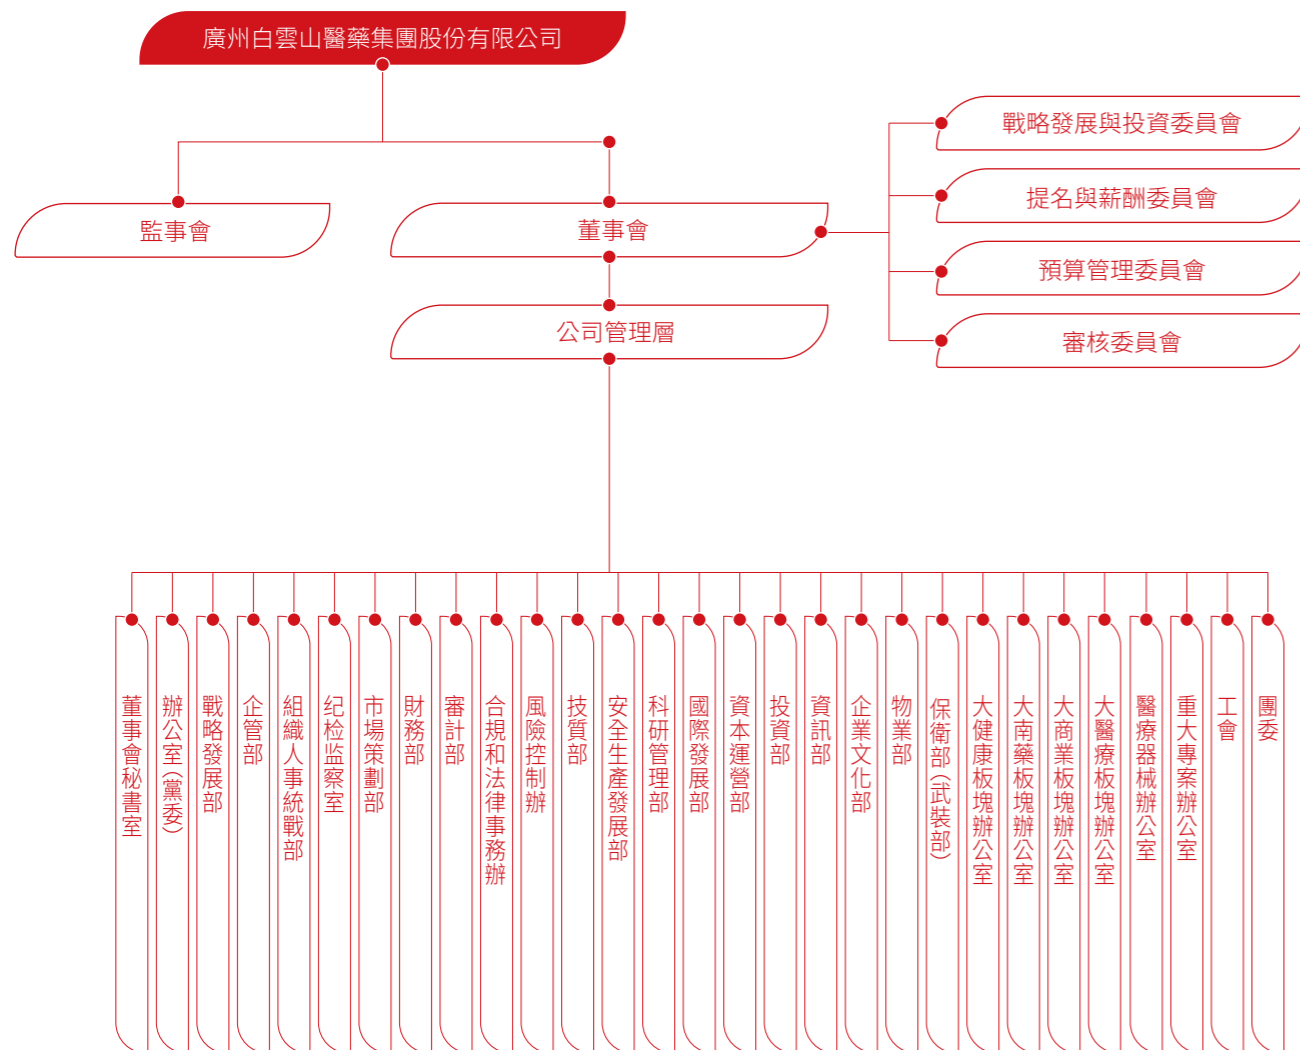 廣州白雲山醫藥集團股份有限公司
戰略發展與投資委員會
提名與薪酬委員會
監事會
董事會
預算管理委員會
公司管理層
審核委員會
董事會秘書室
辦公室(黨委)
戰略發展部
企管部
組織人事統戰部
纪检监察室
市場策劃部
財務部
審計部
合規和法律事務辦
風險控制辦
技質部
安全生產發展部
科研管理部
國際發展部
資本運營部
投資部
資訊部
企業文化部
物業部
保衛部(武裝部)
大健康板塊辦公室
大南藥板塊辦公室
大商業板塊辦公室
大醫療板塊辦公室
醫療器械辦公室
重大專案辦公室
工會
團委